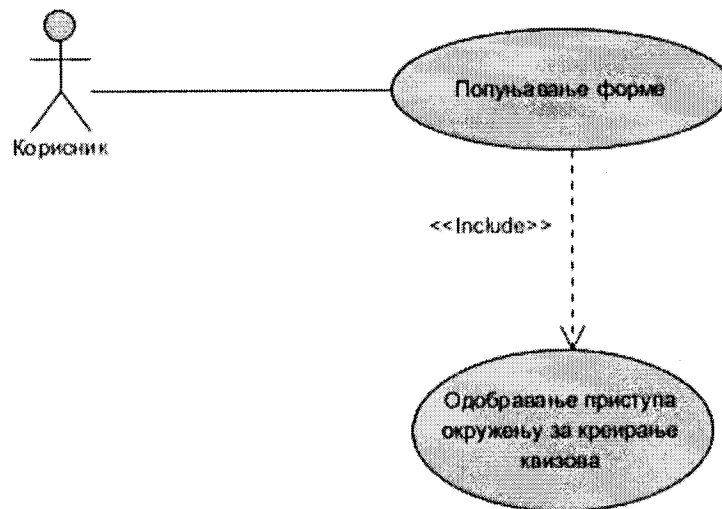 Попуњавање форме
Корисник
<<Include>>
Одобравање приступа
окружењу за креирање
квизова